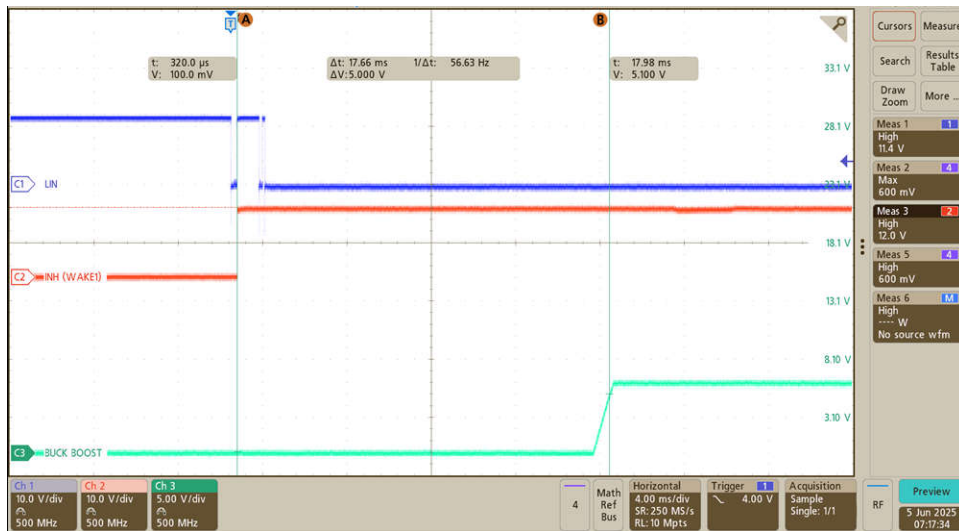 T
A
B
t: 320.0 µs
V: 100.0 mV
Δt: 17.66 ms 1/Δt: 56.63 Hz
ΔV: 5.000 V
t: 17.98 ms
V: 5.100 V
33.1 V
28.1 V
C1 LIN
18.1 V
C2 INH (WAKE1)
13.1 V
8.10 V
3.10 V
C3 BUCK BOOST
Cursors
Measure
Search
Results
Table
Draw
Zoom
More ...
Meas 1 1
High
11.4 V
Meas 2 4
Max
600 mV
Meas 3 2
High
12.0 V
Meas 5 4
High
600 mV
Meas 6 M
High
---- W
No source wfm
Ch 1
10.0 V/div
500 MHz
Ch 2
10.0 V/div
500 MHz
Ch 3
5.00 V/div
500 MHz
4
Math
Ref
Bus
Horizontal
4.00 ms/div
SR: 250 MS/s
RL: 10 Mpts
Trigger 1
4.00 V
Acquisition
Sample
Single: 1/1
RF
Preview
5 Jun 2025
07:17:34